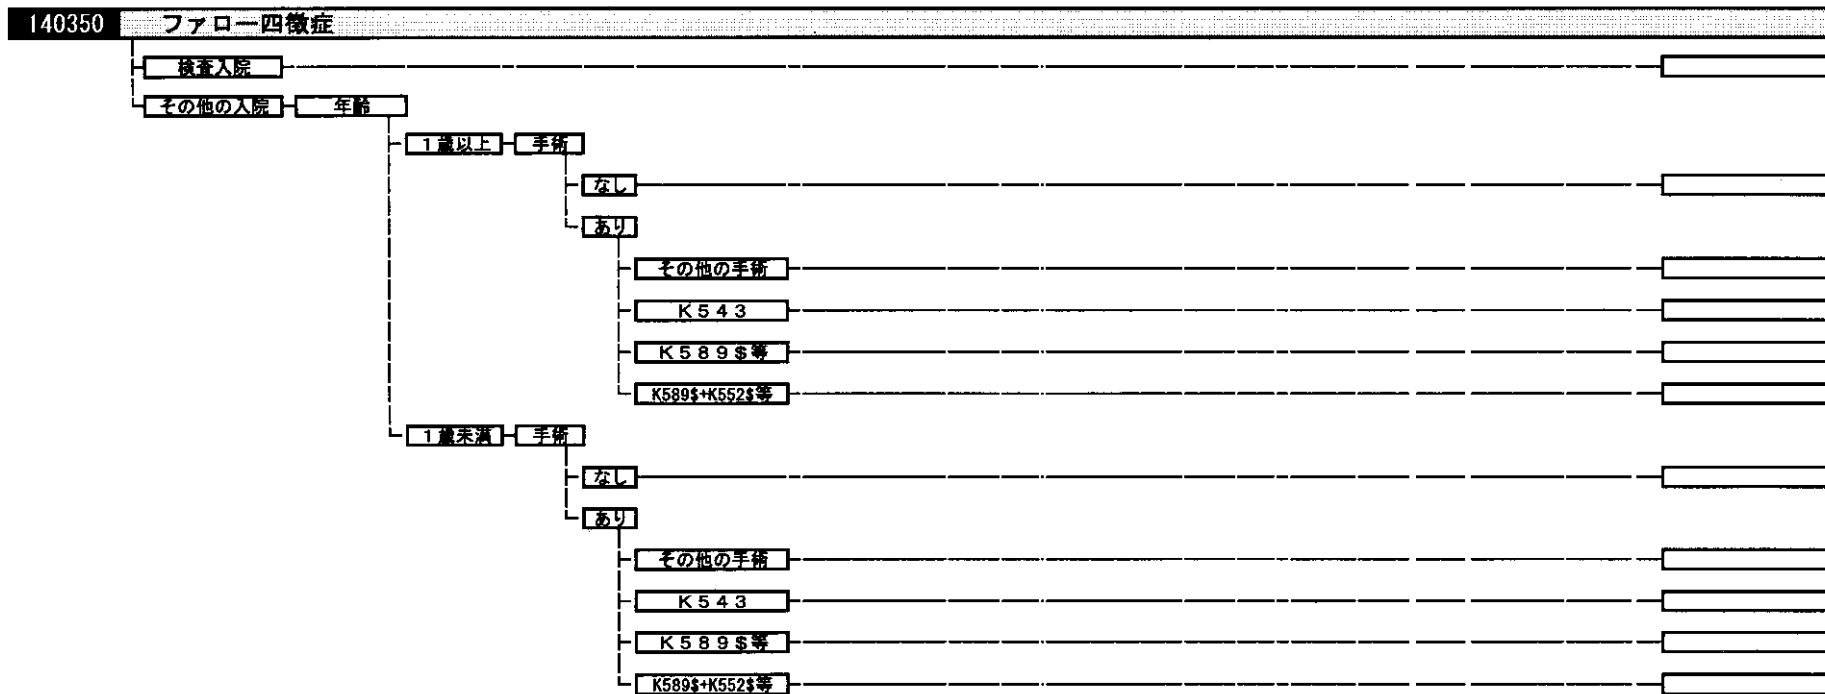 140350 ファロー四徴症
検査入院
その他の入院 年齢
1歳以上 手術
なし
あり
その他の手術
K543
K589$等
K589$+K552$等
1歳未満 手術
なし
あり
その他の手術
K543
K589$等
K589$+K552$等